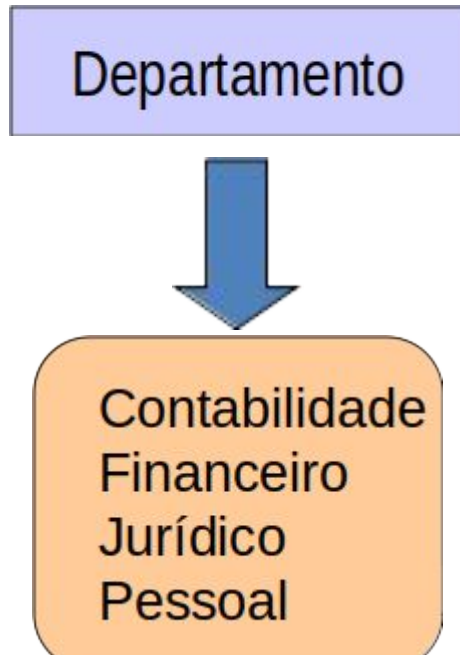 Departamento
Contabilidade
Financeiro
Jurídico
Pessoal